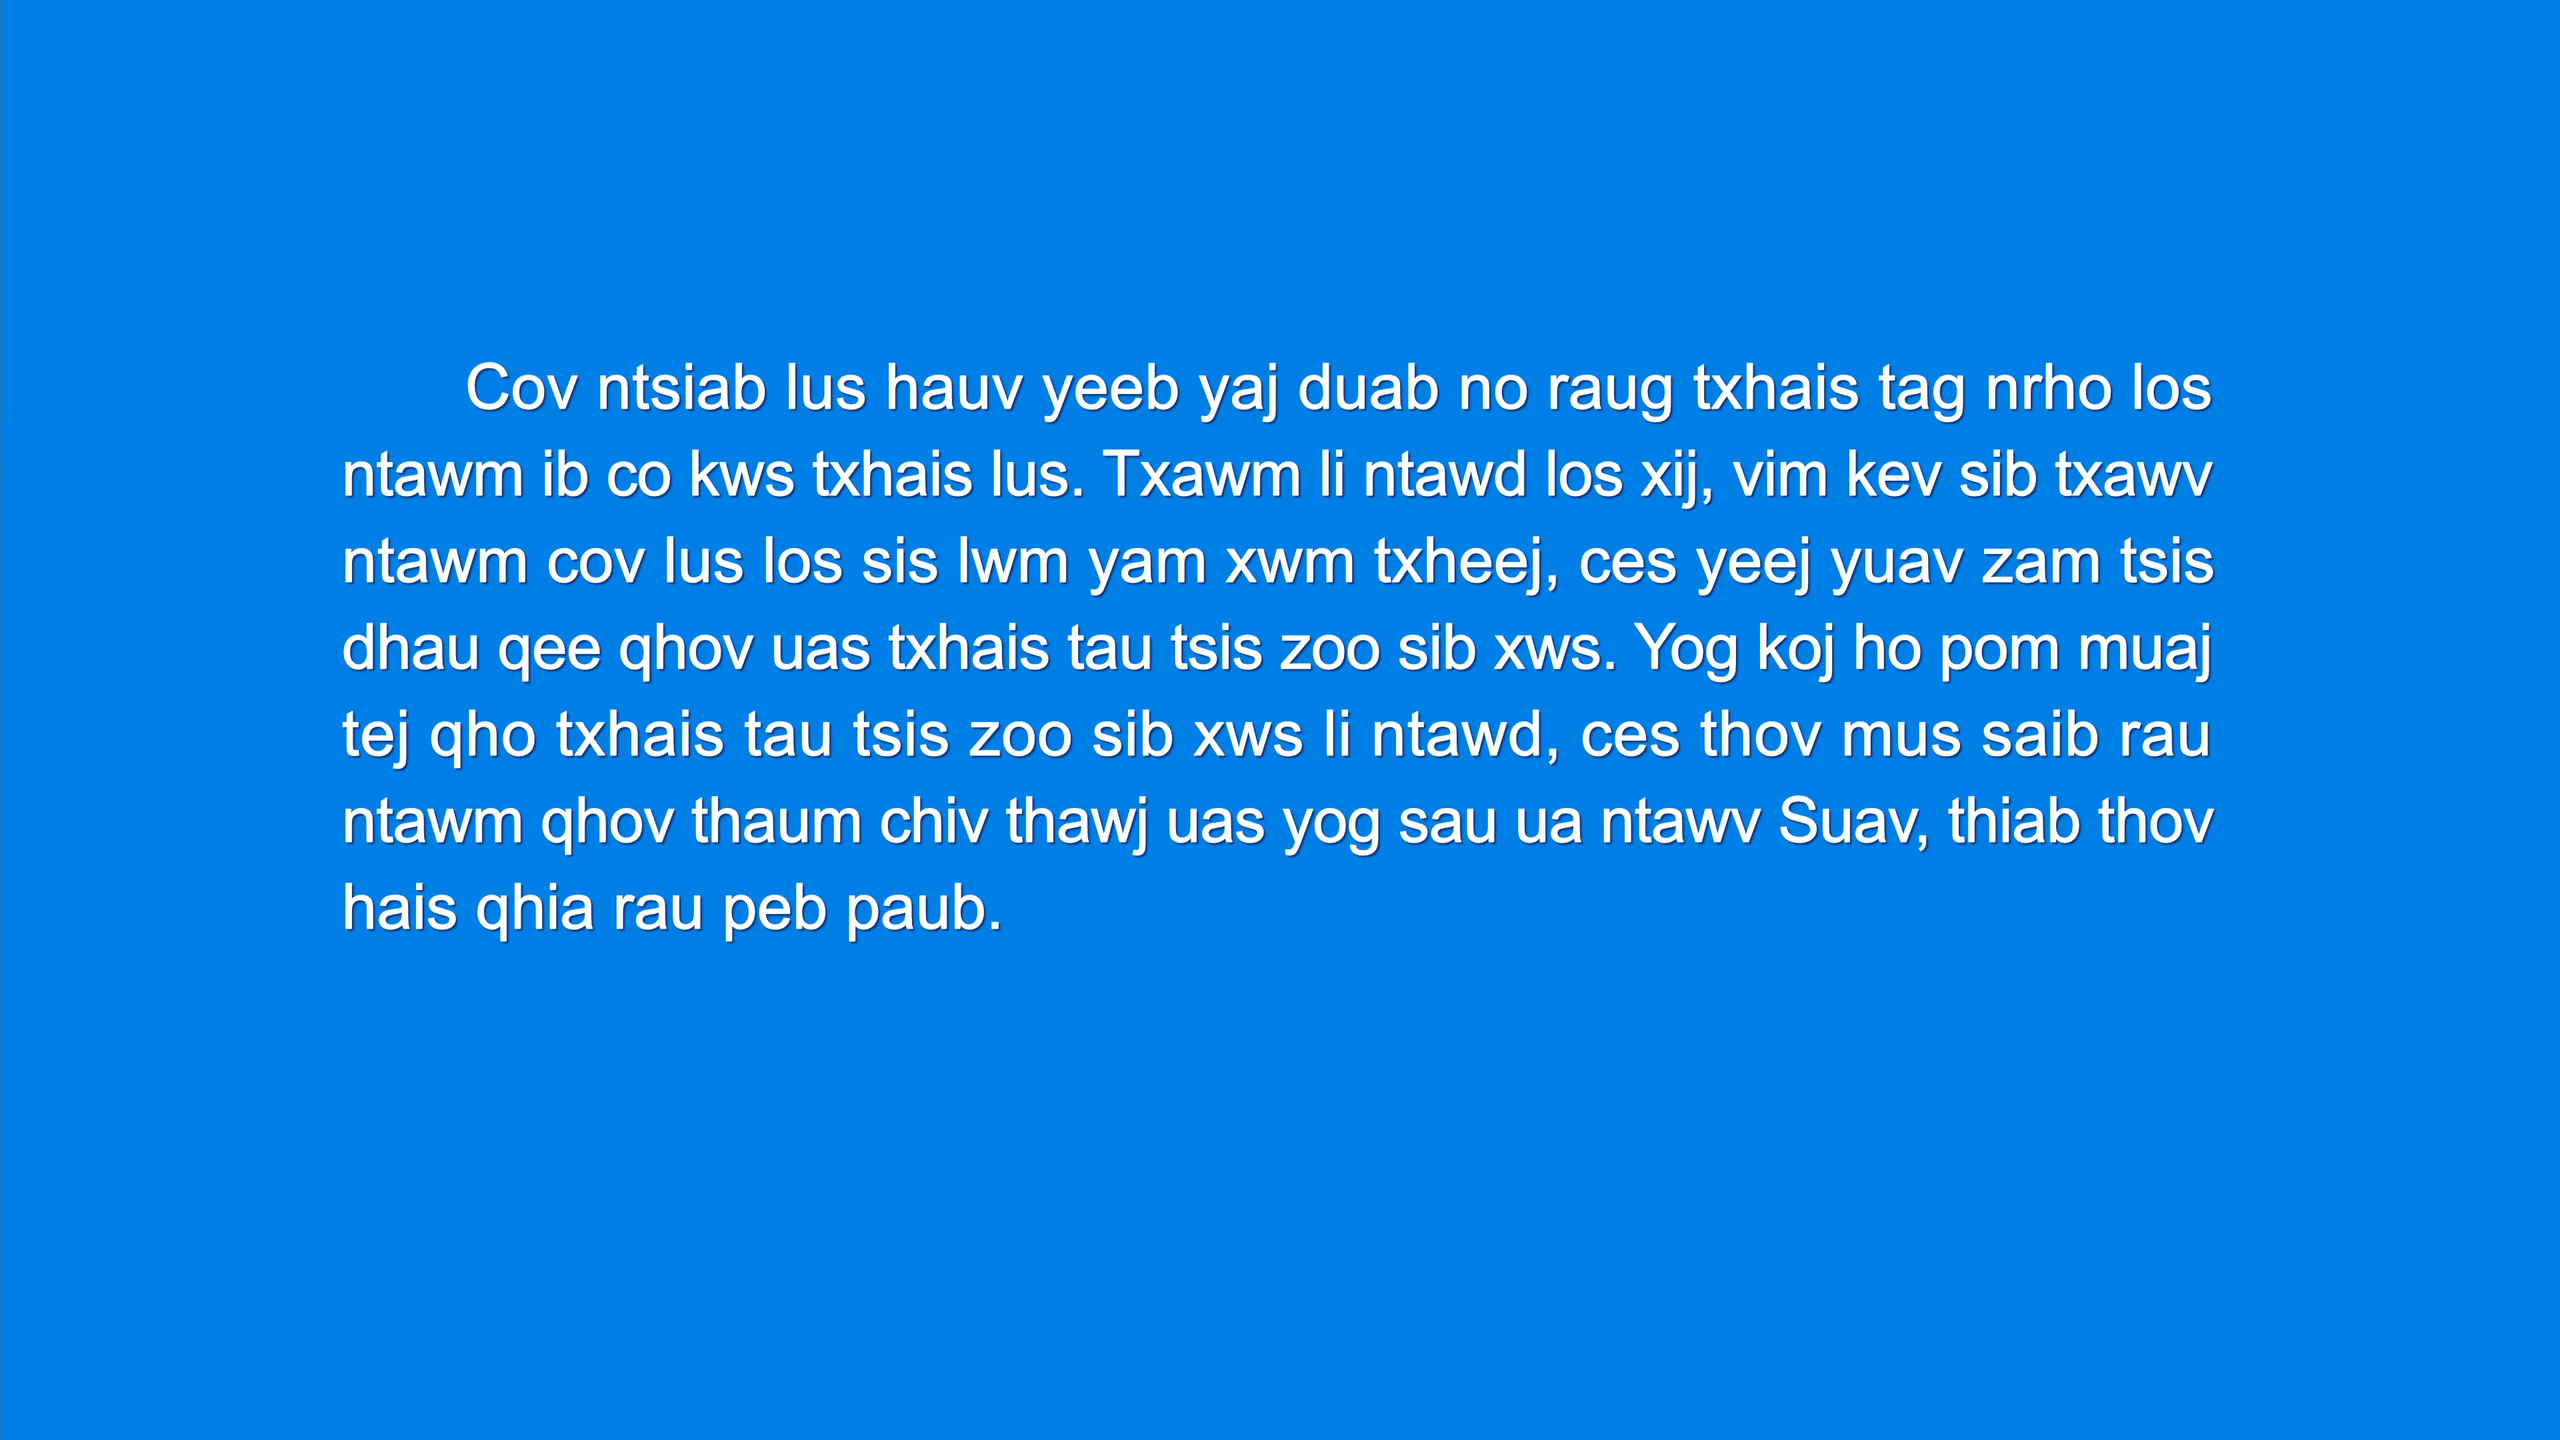 Cov ntsiab lus hauv yeeb yaj duab no raug txhais tag nrho los
ntawm ib co kws txhais lus. Txawm li ntawd los xij, vim kev sib txawv
ntawm cov lus los sis lwm yam xwm txheej, ces yeej yuav zam tsis
dhau qee qhov uas txhais tau tsis zoo sib xws. Yog koj ho pom muaj
tej qho txhais tau tsis zoo sib xws li ntawd, ces thov mus saib rau
ntawm qhov thaum chiv thawj uas yog sau ua ntawv Suav, thiab thov
hais qhia rau peb paub.